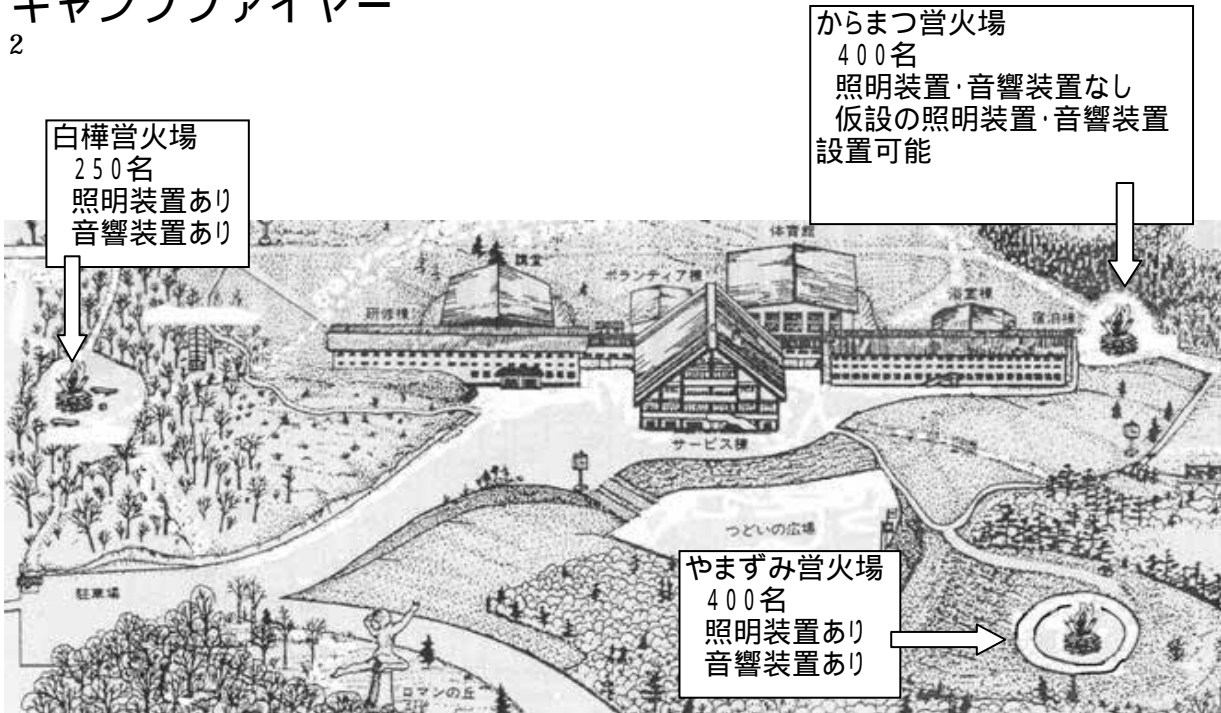 キャンプファイヤー
2
からまつ営火場
400名
照明装置・音響装置なし
仮設の照明装置・音響装置
設置可能
白樺営火場
250名
照明装置あり
音響装置あり
体育館
講堂
ボランティア棟
浴室棟
研修棟
宿泊棟
サービス棟
つどいの広場
やまずみ営火場
400名
照明装置あり
音響装置あり
駐車場
ロマンの丘